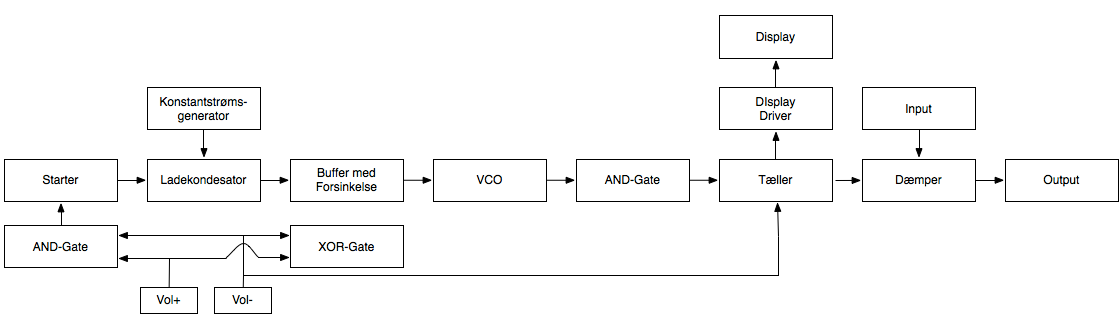 Display
Konstantstrøms-
generator
DIsplay
Driver
Input
Starter
Ladekondesator
Buffer med
Forsinkelse
VCO
AND-Gate
Tæller
Dæmper
Output
AND-Gate
XOR-Gate
Vol+
Vol-